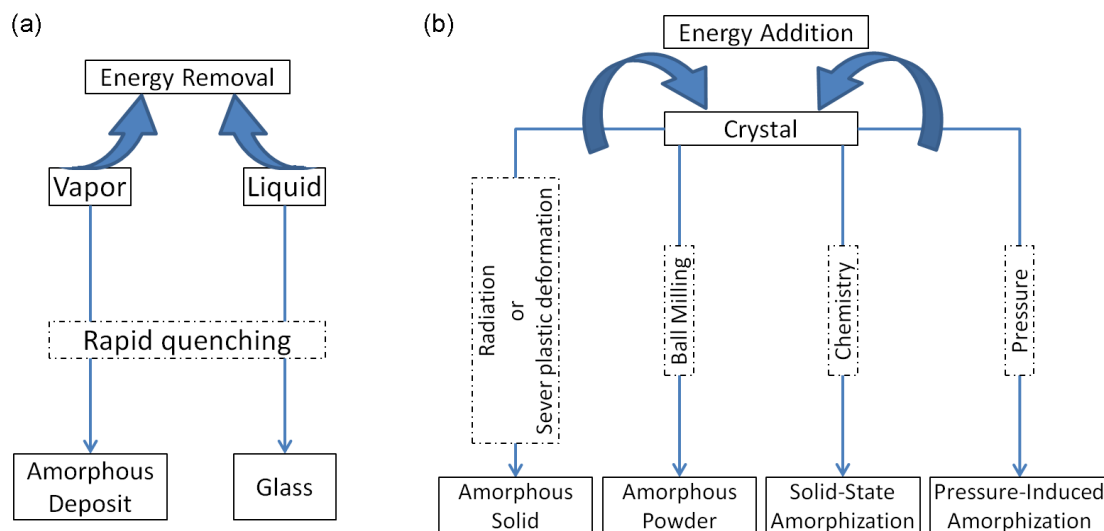 (a)
Energy Removal
Vapor
Liquid
Rapid quenching
Amorphous
Deposit
Glass
(b)
Energy Addition
Crystal
Radiation
or
Sever plastic deformation
Ball Milling
Chemistry
Pressure
Amorphous
Solid
Amorphous
Powder
Solid-State
Amorphization
Pressure-Induced
Amorphization